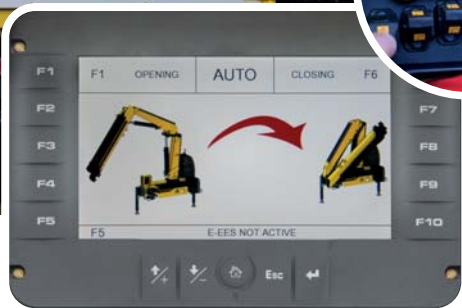 F1 OPENING AUTO CLOSING F6
F1
F2
F3
F4
F5
F7
F8
F9
F10
F5 E-EES NOT ACTIVE
Esc